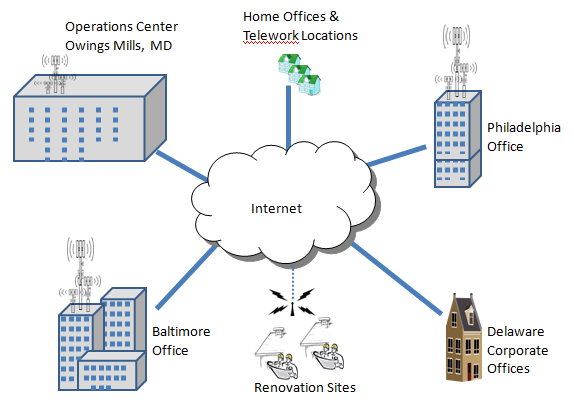 Operations Center
Owings Mills, MD
Home Offices &
Telework Locations
Philadelphia
Office
Internet
Baltimore
Office
Renovation Sites
Delaware
Corporate
Offices